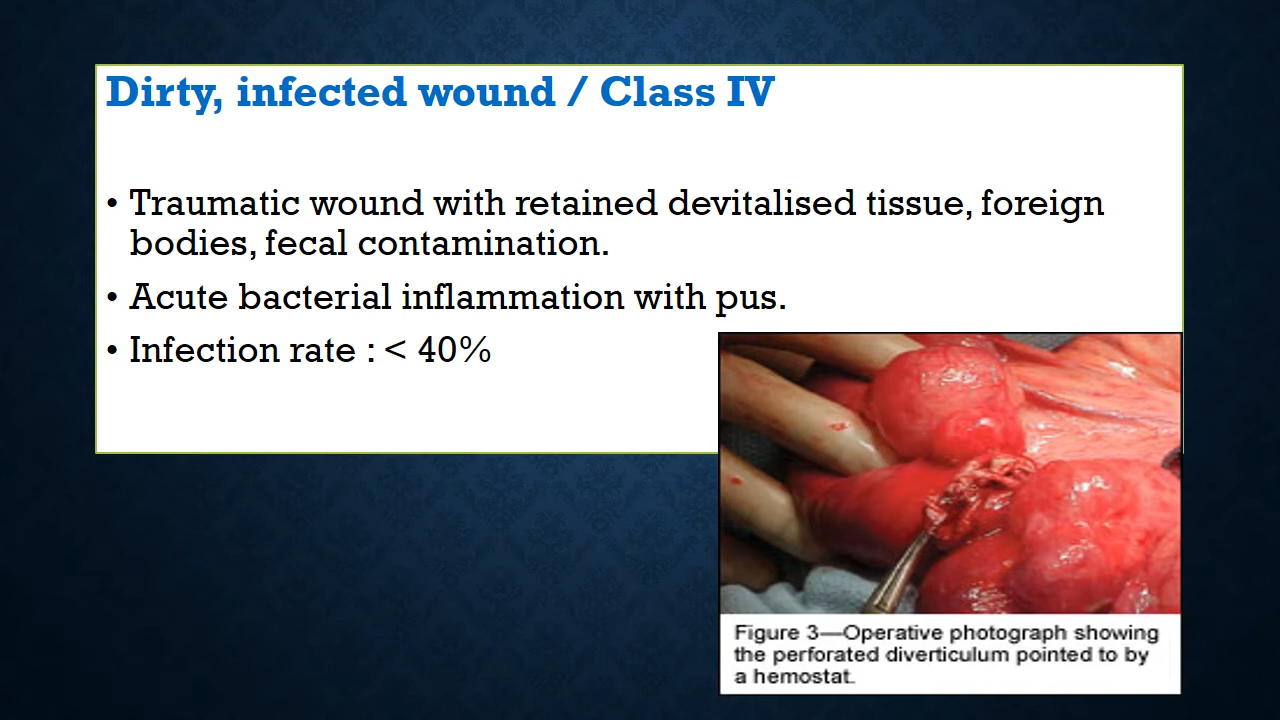 Dirty, infected wound / Class IV
• Traumatic wound with retained devitalised tissue, foreign
bodies, fecal contamination.
• Acute bacterial inflammation with pus.
• Infection rate : < 40%
Figure 3—Operative photograph showing
the perforated diverticulum pointed to by
a hemostat.